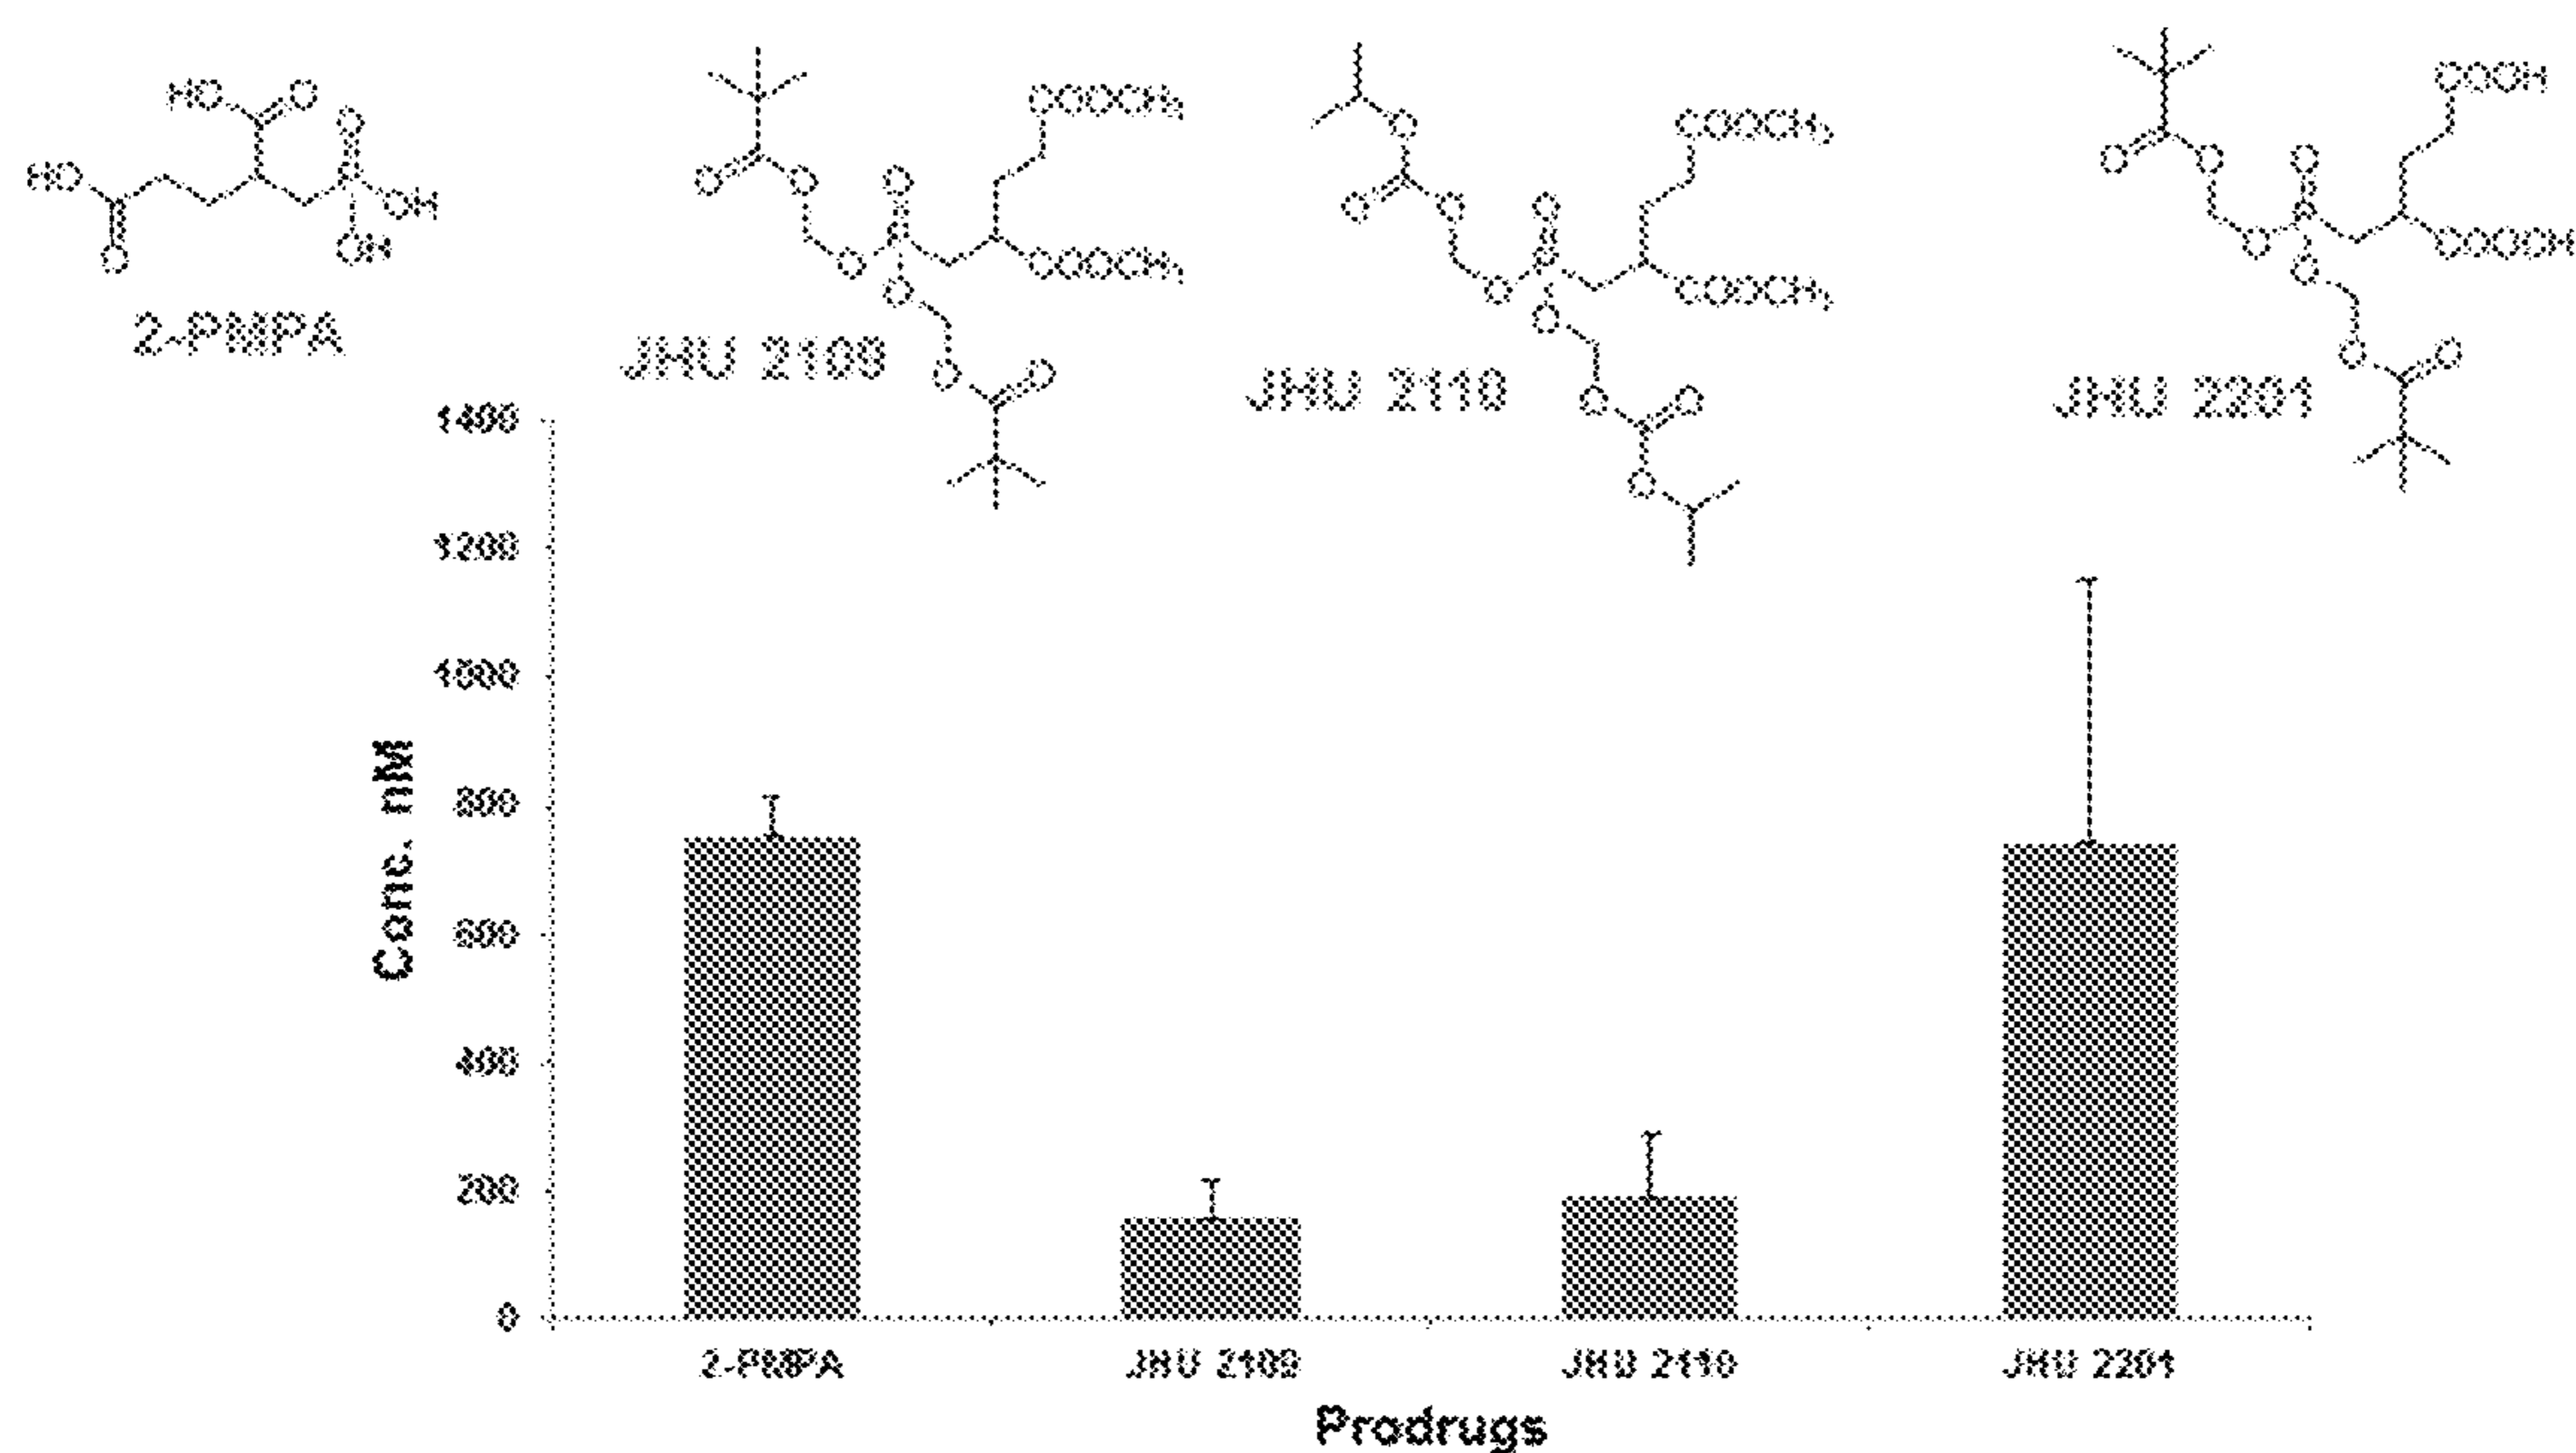 HO O
O
HO
OH
O
OH
2-PMPA
COOCH3
O O O
O P
COOCH3
O
O O
JHU 2109
O
COOCH3
O O O
O P
COOCH3
O
O O
O
JHU 2110
COOH
O O O
O P
COOOH
O
O O
JHU 2201
1400
1200
1000
800
600
400
200
0
Conc. nM
2-PMPA JHU 2109 JHU 2110 JHU 2201
Prodrugs